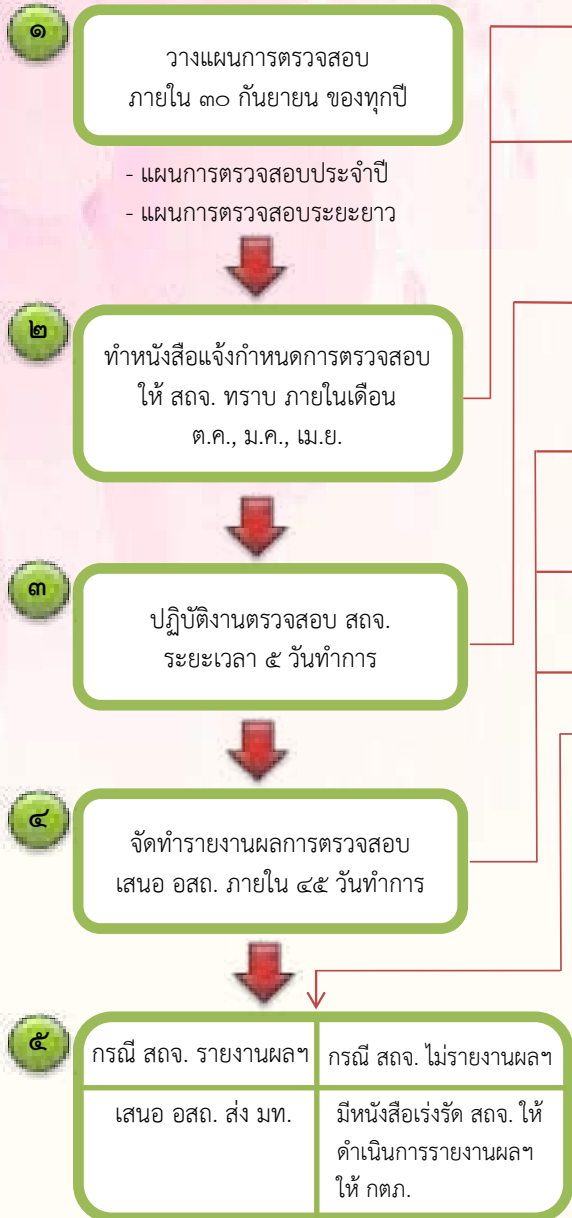 ๑
วางแผนการตรวจสอบ
ภายใน ๓๐ กันยายน ของทุกปี
- แผนการตรวจสอบประจำปี
- แผนการตรวจสอบระยะยาว
๒
ทำหนังสือแจ้งกำหนดการตรวจสอบ
ให้ สถจ. ทราบ ภายในเดือน
ต.ค., ม.ค., เม.ย.
๓
ปฏิบัติงานตรวจสอบ สถจ.
ระยะเวลา ๕ วันทำการ
๔
จัดทำรายงานผลการตรวจสอบ
เสนอ อสถ. ภายใน ๔๕ วันทำการ
๕
กรณี สถจ. รายงานผลฯ
กรณี สถจ. ไม่รายงานผลฯ
เสนอ อสถ. ส่ง มท.
มีหนังสือเร่งรัด สถจ. ให้
ดำเนินการรายงานผลฯ
ให้ กตภ.